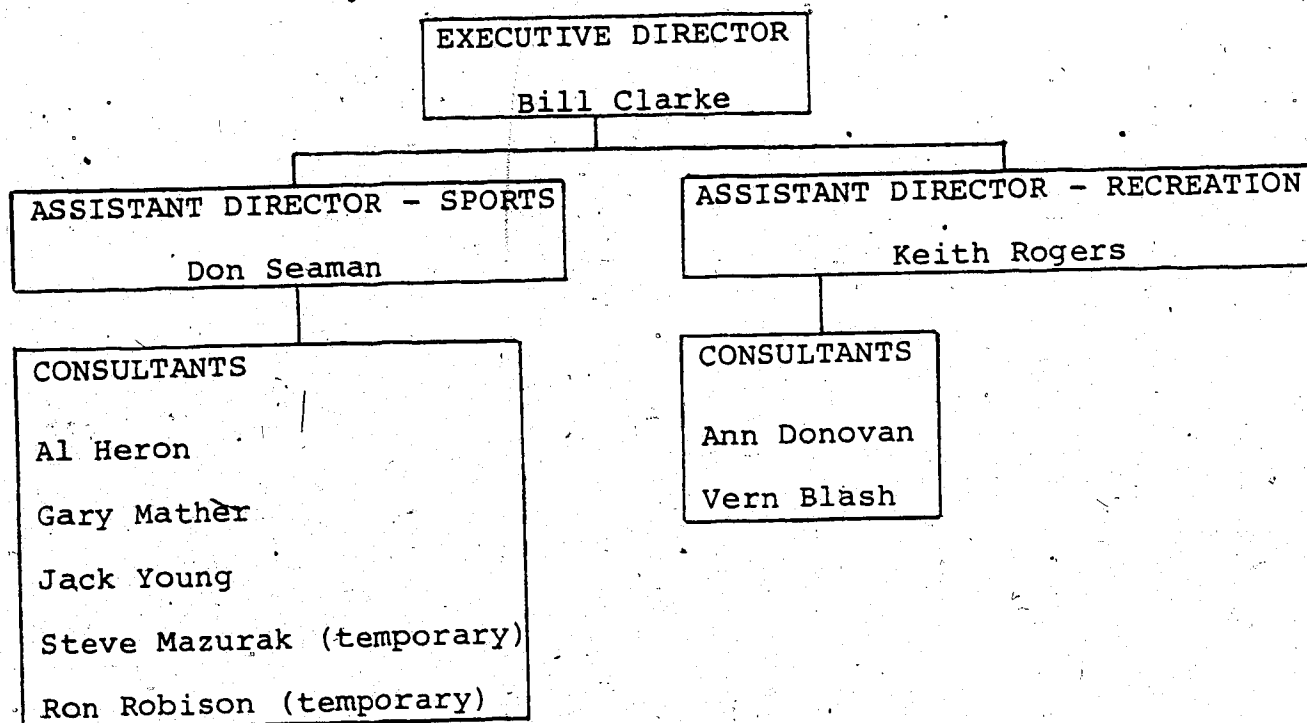 EXECUTIVE DIRECTOR
Bill Clarke
ASSISTANT DIRECTOR - SPORTS
Don Seaman
ASSISTANT DIRECTOR - RECREATION
Keith Rogers
CONSULTANTS
Al Heron
Gary Mather
Jack Young
Steve Mazurak (temporary)
Ron Robison (temporary)
CONSULTANTS
Ann Donovan
Vern Blash